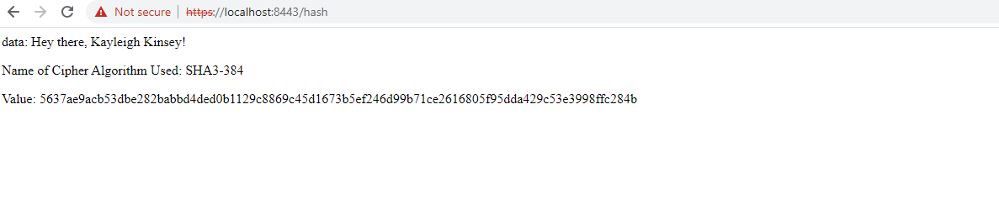 Not secure https://localhost:8443/hash
data: Hey there, Kayleigh Kinsey!
Name of Cipher Algorithm Used: SHA3-384
Value: 5637ae9acb53dbe282babbd4ded0b1129c8869c45d1673b5ef246d99b71ce2616805f95dda429c53e3998ffc284b